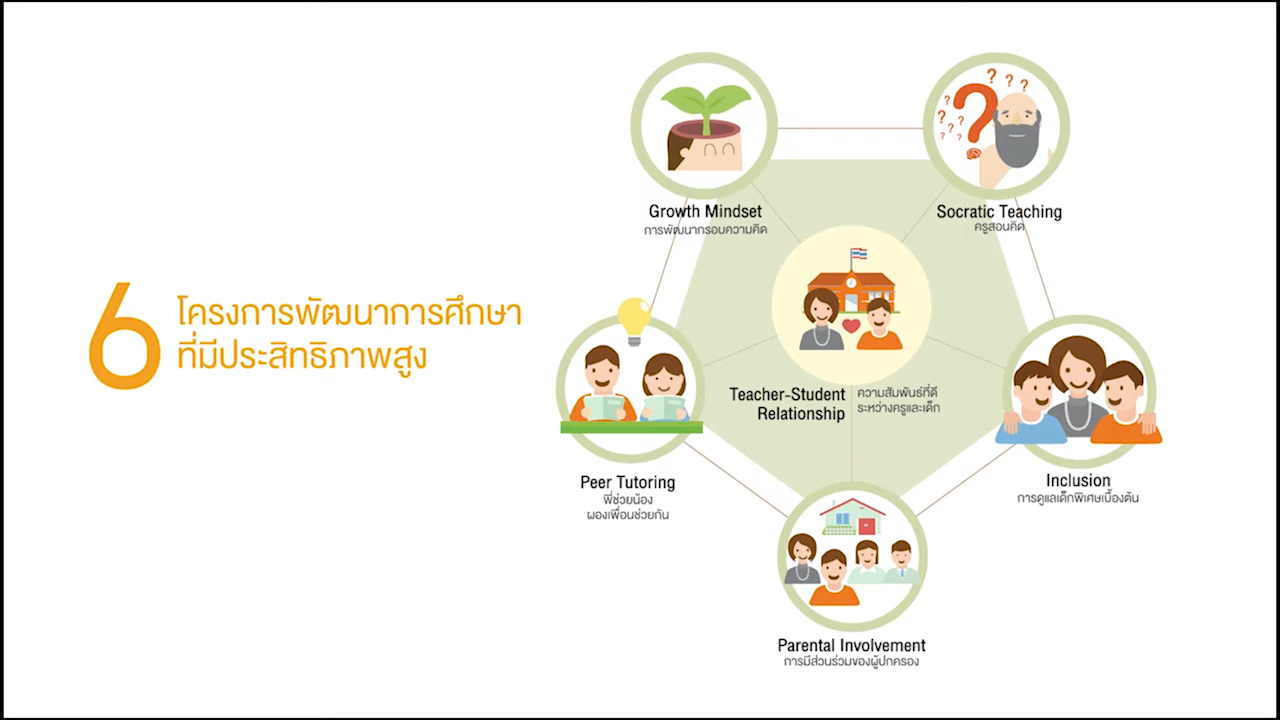 6
โครงการพัฒนาการศึกษา
ที่มีประสิทธิภาพสูง
Growth Mindset
การพัฒนากรอบความคิด
Socratic Teaching
ครูสอนคิด
Teacher-Student
Relationship
ความสัมพันธ์ที่ดี
ระหว่างครูและเด็ก
Peer Tutoring
พี่ช่วยน้อง
ผองเพื่อนช่วยกัน
Inclusion
การดูแลเด็กพิเศษเบื้องต้น
Parental Involvement
การมีส่วนร่วมของผู้ปกครอง